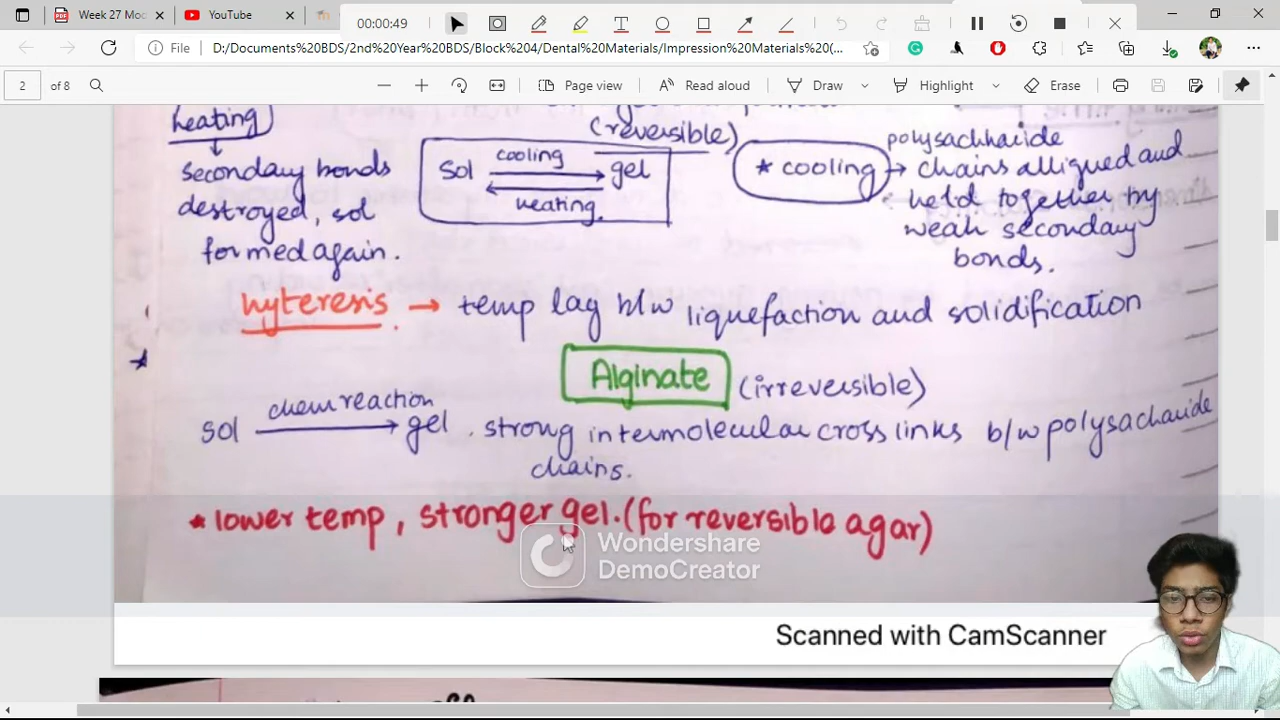 Week 27 Moc
YouTube
00:00:49
File
D:/Documents%20BDS/2nd%20Year%20BDS/Block%204/Dental%20Materials/Impression%20Materials%20(...
2 of 8
Page view
Read aloud
Draw
Highlight
Erase
heating
(reversible)
secondary bonds
destroyed, sol
formed again.
sol cooling gel
heating
* cooling → polysachharide
chains alligned and
held together by
weak secondary
bonds.
hyteresis → temp lag b/w liquefaction and solidification
Alginate (irreversible)
sol chem reaction gel . strong intermolecular cross links b/w polysacharide
chains.
* lower temp, stronger gel. (for reversible agar)
Wondershare
DemoCreator
Scanned with CamScanner